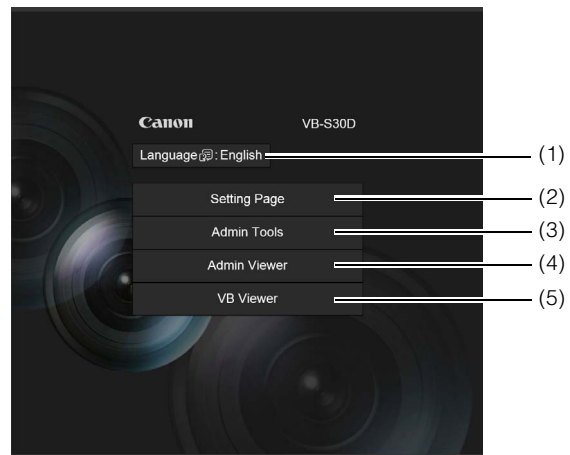 Canon VB-S30D
Language : English (1)
Setting Page (2)
Admin Tools (3)
Admin Viewer (4)
VB Viewer (5)